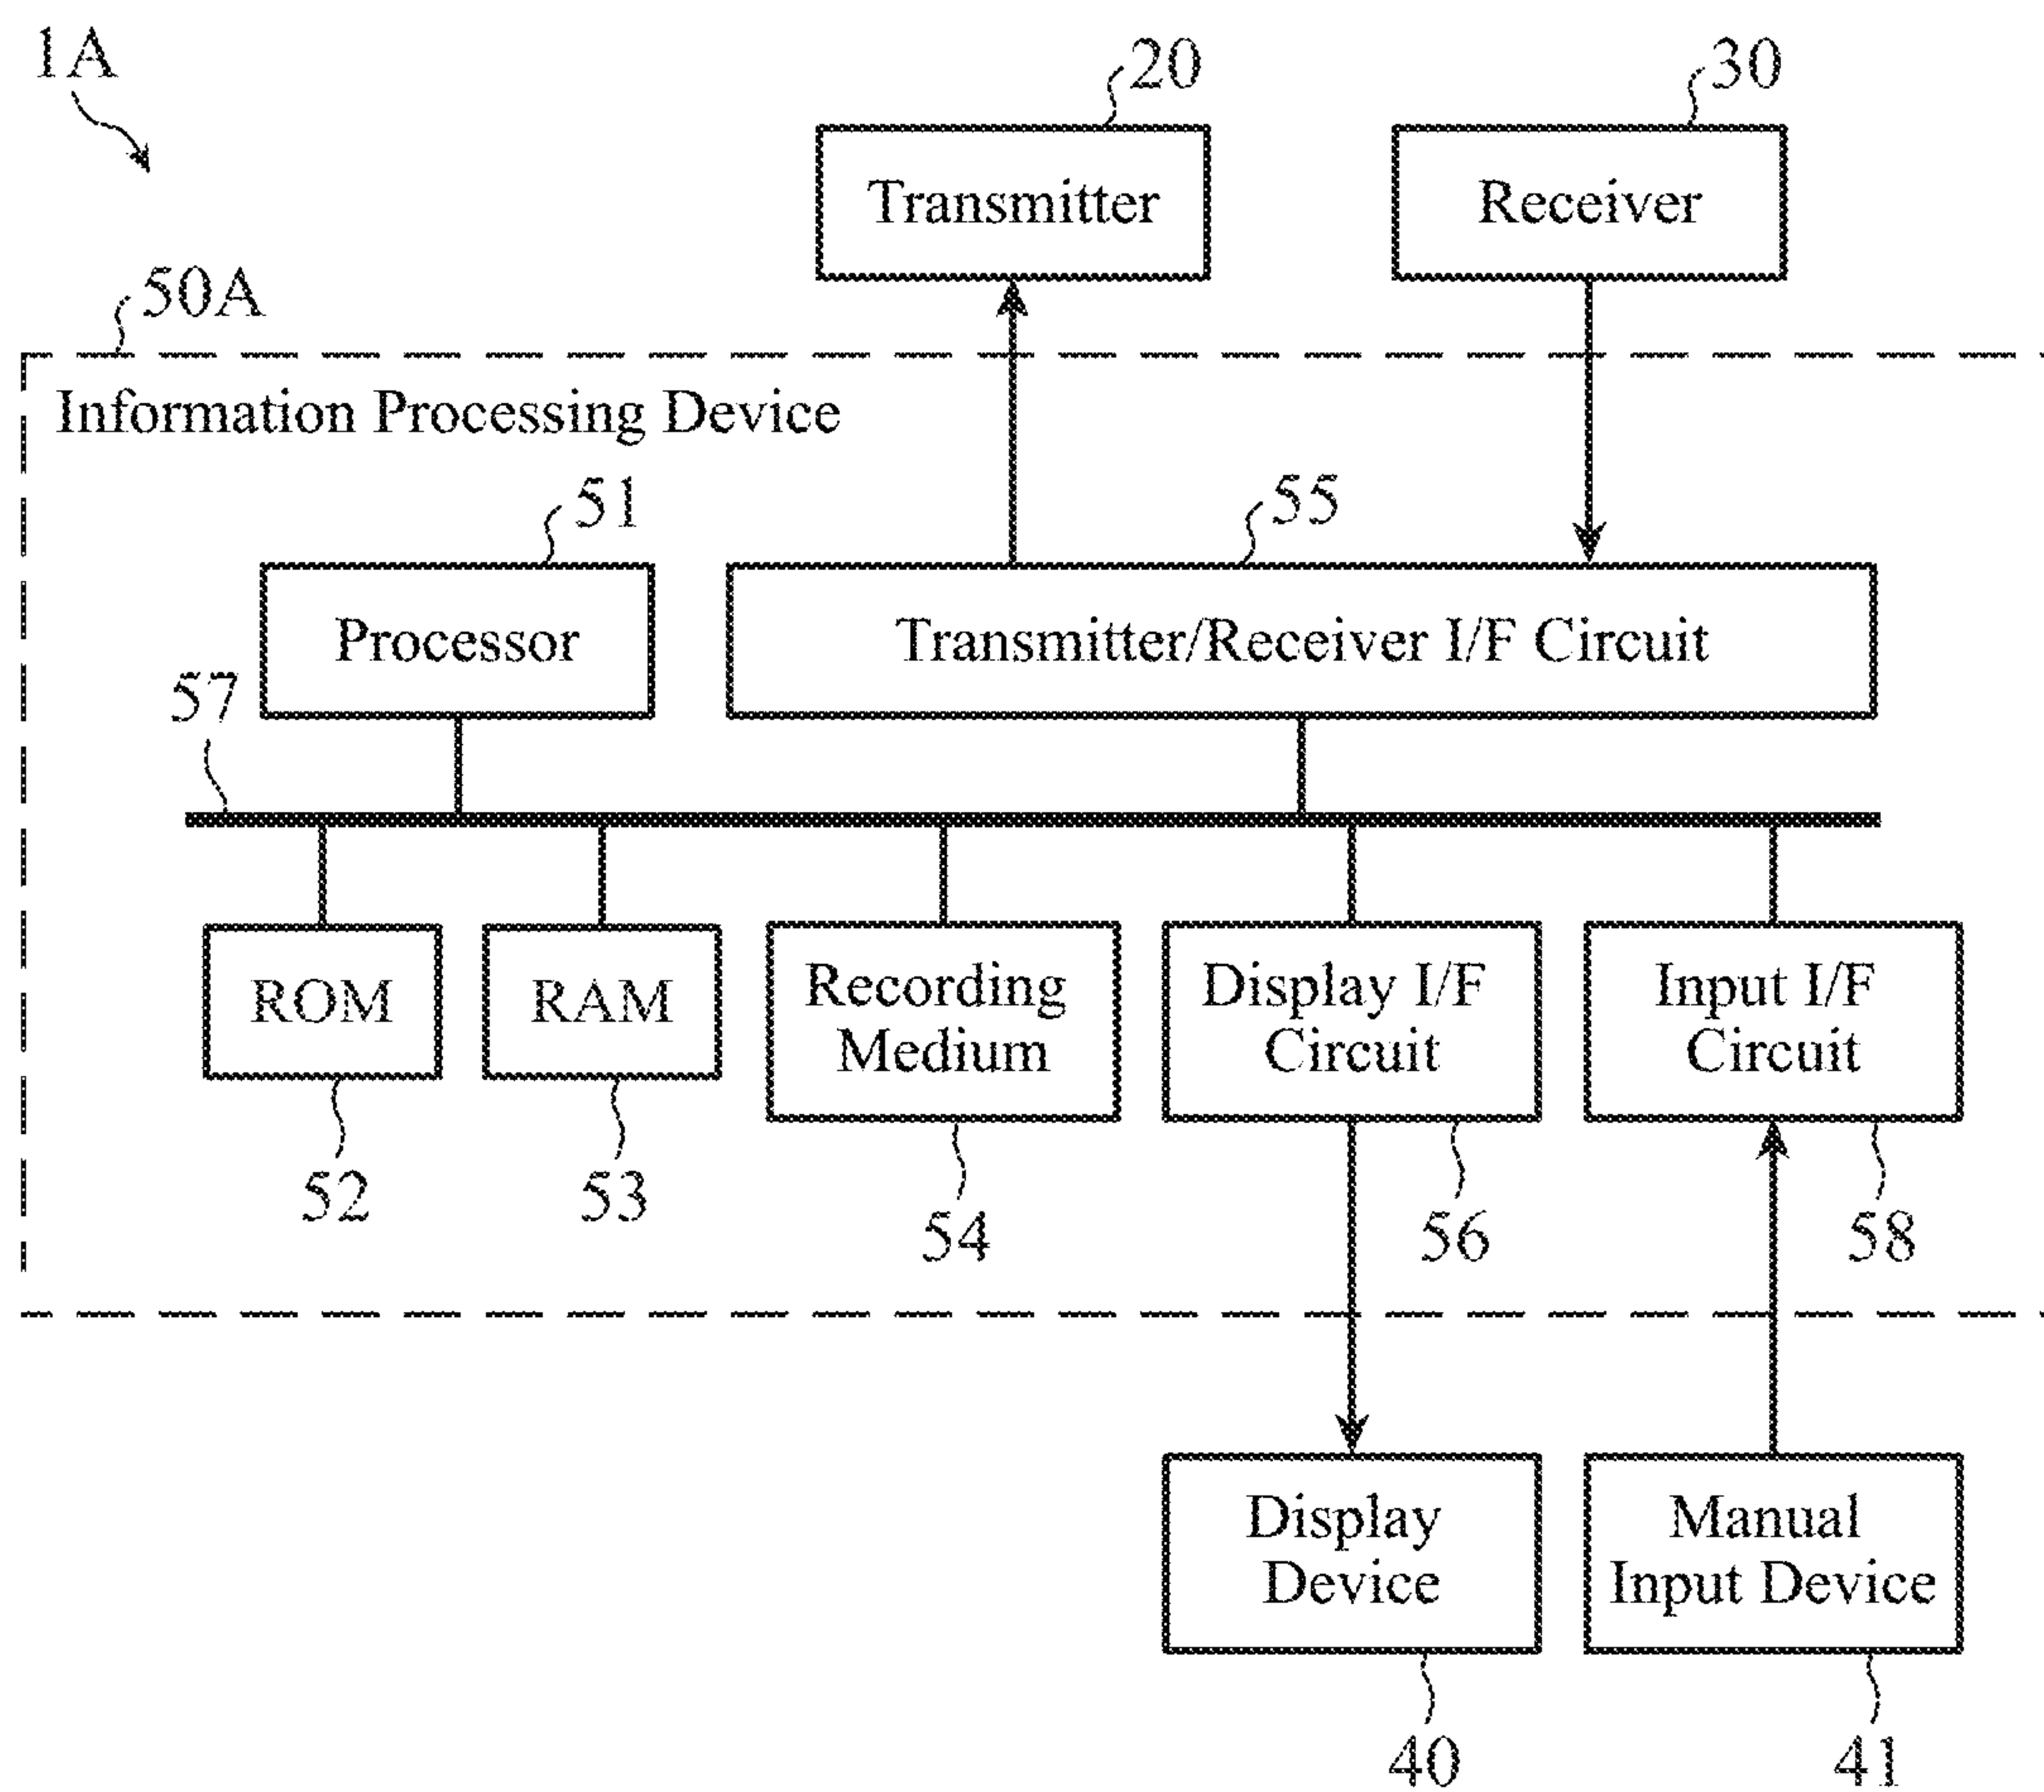 1A
20
30
Transmitter
Receiver
50A
Information Processing Device
51
55
Processor
Transmitter/Receiver I/F Circuit
57
ROM
RAM
Recording
Medium
Display I/F
Circuit
Input I/F
Circuit
52
53
54
56
58
Display
Device
Manual
Input Device
40
41